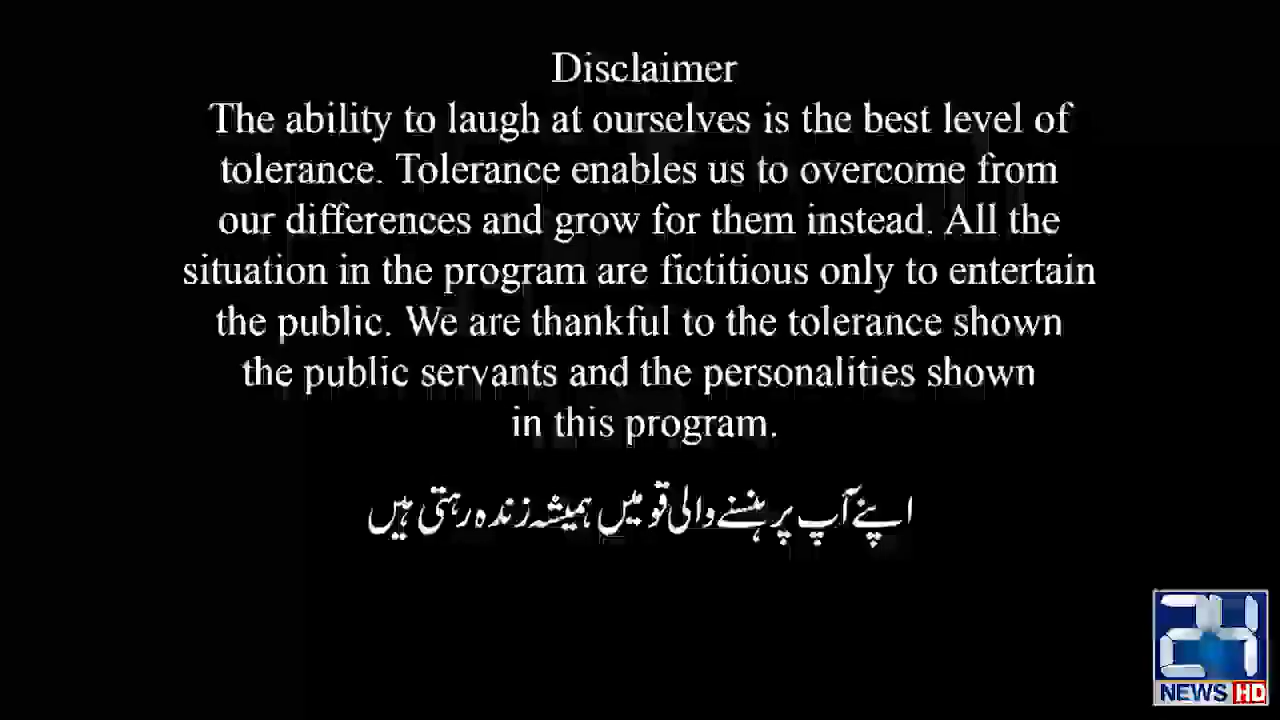 Disclaimer
The ability to laugh at ourselves is the best level of
tolerance. Tolerance enables us to overcome from
our differences and grow for them instead. All the
situation in the program are fictitious only to entertain
the public. We are thankful to the tolerance shown
the public servants and the personalities shown
in this program.
اپنے آپ پر ہنسنے والی قومیں ہمیشہ زندہ رہتی ہیں
24
NEWS HD